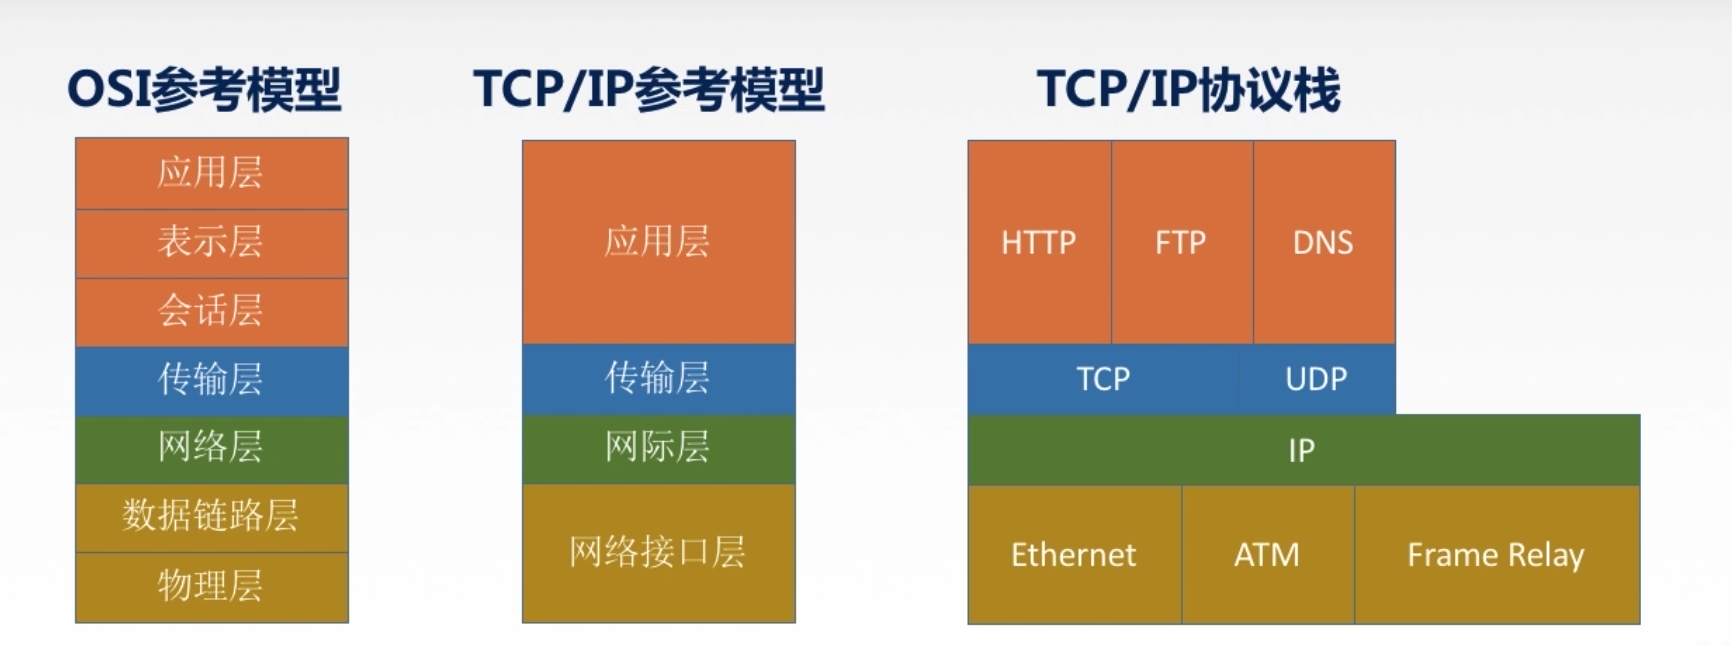 OSI参考模型
应用层
表示层
会话层
传输层
网络层
数据链路层
物理层
TCP/IP参考模型
应用层
传输层
网际层
网络接口层
TCP/IP协议栈
HTTP FTP DNS
TCP UDP
IP
Ethernet ATM Frame Relay